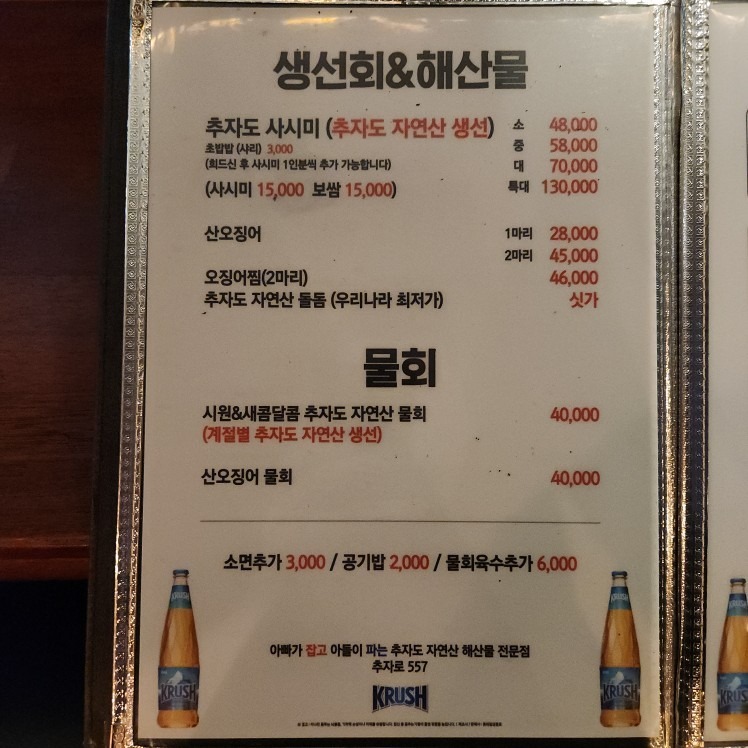 생선회&해산물
추자도 사시미 (추자도 자연산 생선) 소 48,000
초밥밥 (샤리) 3,000 중 58,000
(회드신 후 사시미 1인분씩 추가 가능합니다) 대 70,000
(사시미 15,000 보쌈 15,000) 특대 130,000
산오징어 1마리 28,000
2마리 45,000
오징어찜(2마리) 46,000
추자도 자연산 돌돔 (우리나라 최저가) 싯가
물회
시원&새콤달콤 추자도 자연산 물회 40,000
(계절별 추자도 자연산 생선)
산오징어 물회 40,000
소면추가 3,000 / 공기밥 2,000 / 물회육수추가 6,000
아빠가 잡고 아들이 파는 추자도 자연산 해산물 전문점
추자로 557
KRUSH
KRUSH
KRUSH
KRUSH
KRUSH